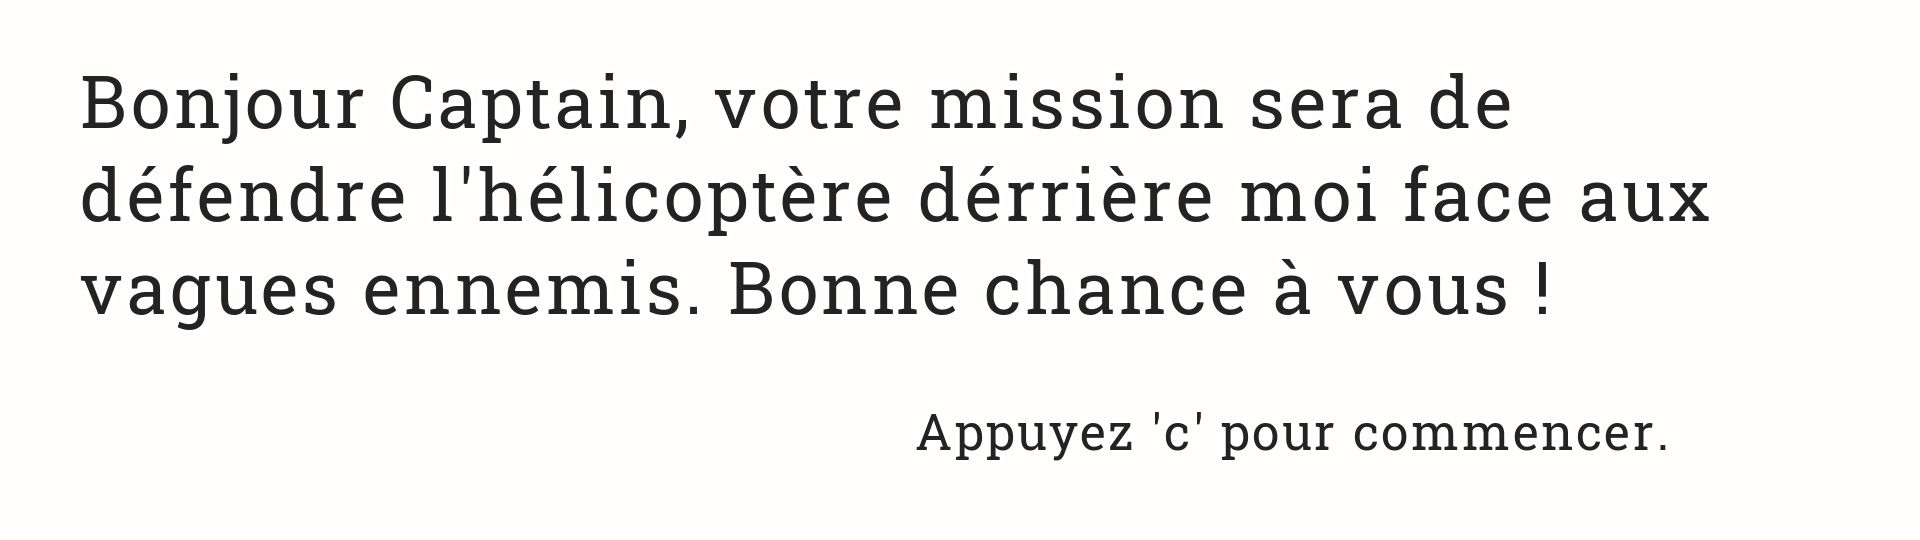 Bonjour Captain, votre mission sera de
défendre l'hélicoptère dérrière moi face aux
vagues ennemis. Bonne chance à vous !
Appuyez 'c' pour commencer.